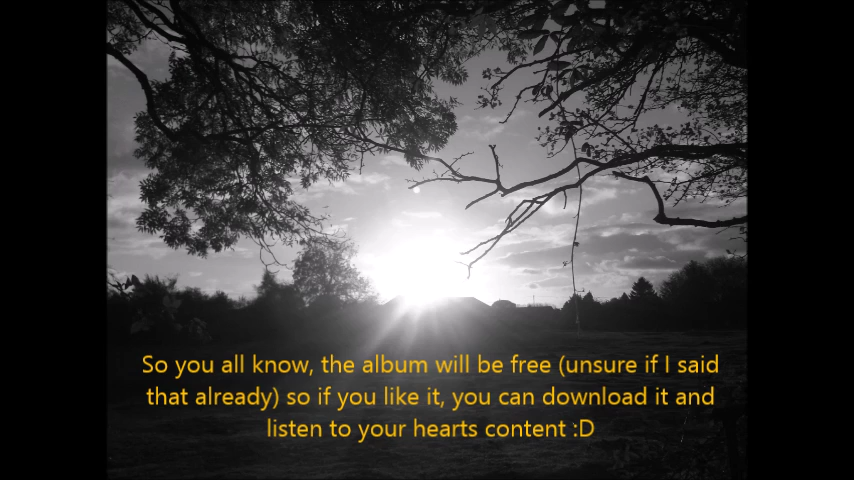 So you all know, the album will be free (unsure if I said
that already) so if you like it, you can download it and
listen to your hearts content :D